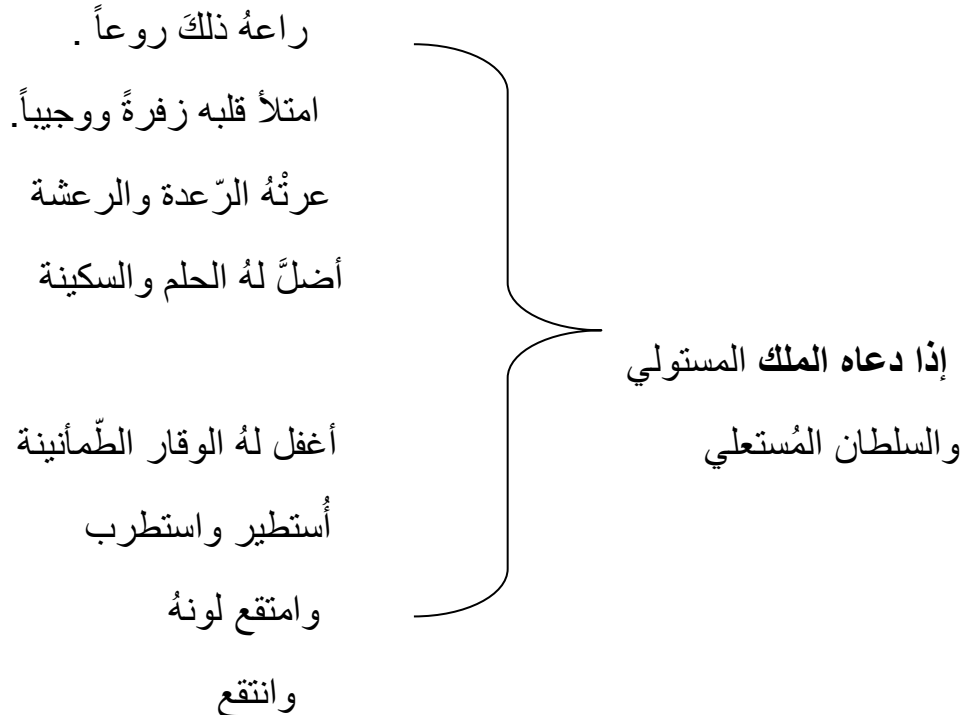 إذا دعاه الملك المستولي
والسلطان المُستعلي
راعهُ ذلكَ روعاً .
امتلأ قلبه زفرةً ووجيباً.
عرتْهُ الرّعدة والرعشة
أضلَّ لهُ الحلم والسكينة
أغفل لهُ الوقار الطّمأنينة
أُستطير واستطرب
وامتقع لونهُ
وانتقع